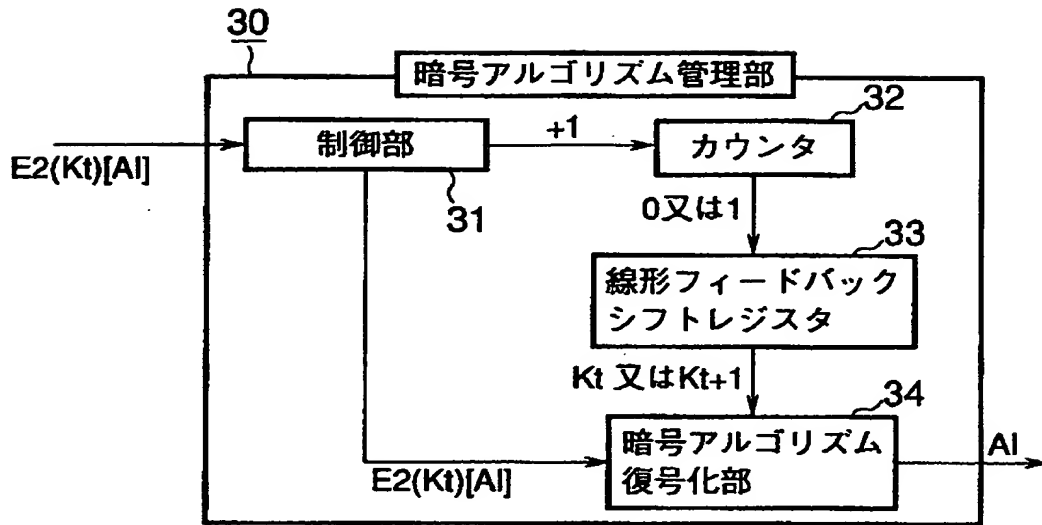 30
暗号アルゴリズム管理部
32
制御部
+1
カウンタ
E2(Kt)[Al]
31
0又は1
33
線形フィードバック
シフトレジスタ
Kt 又はKt+1
34
暗号アルゴリズム
復号化部
Al
E2(Kt)[Al]